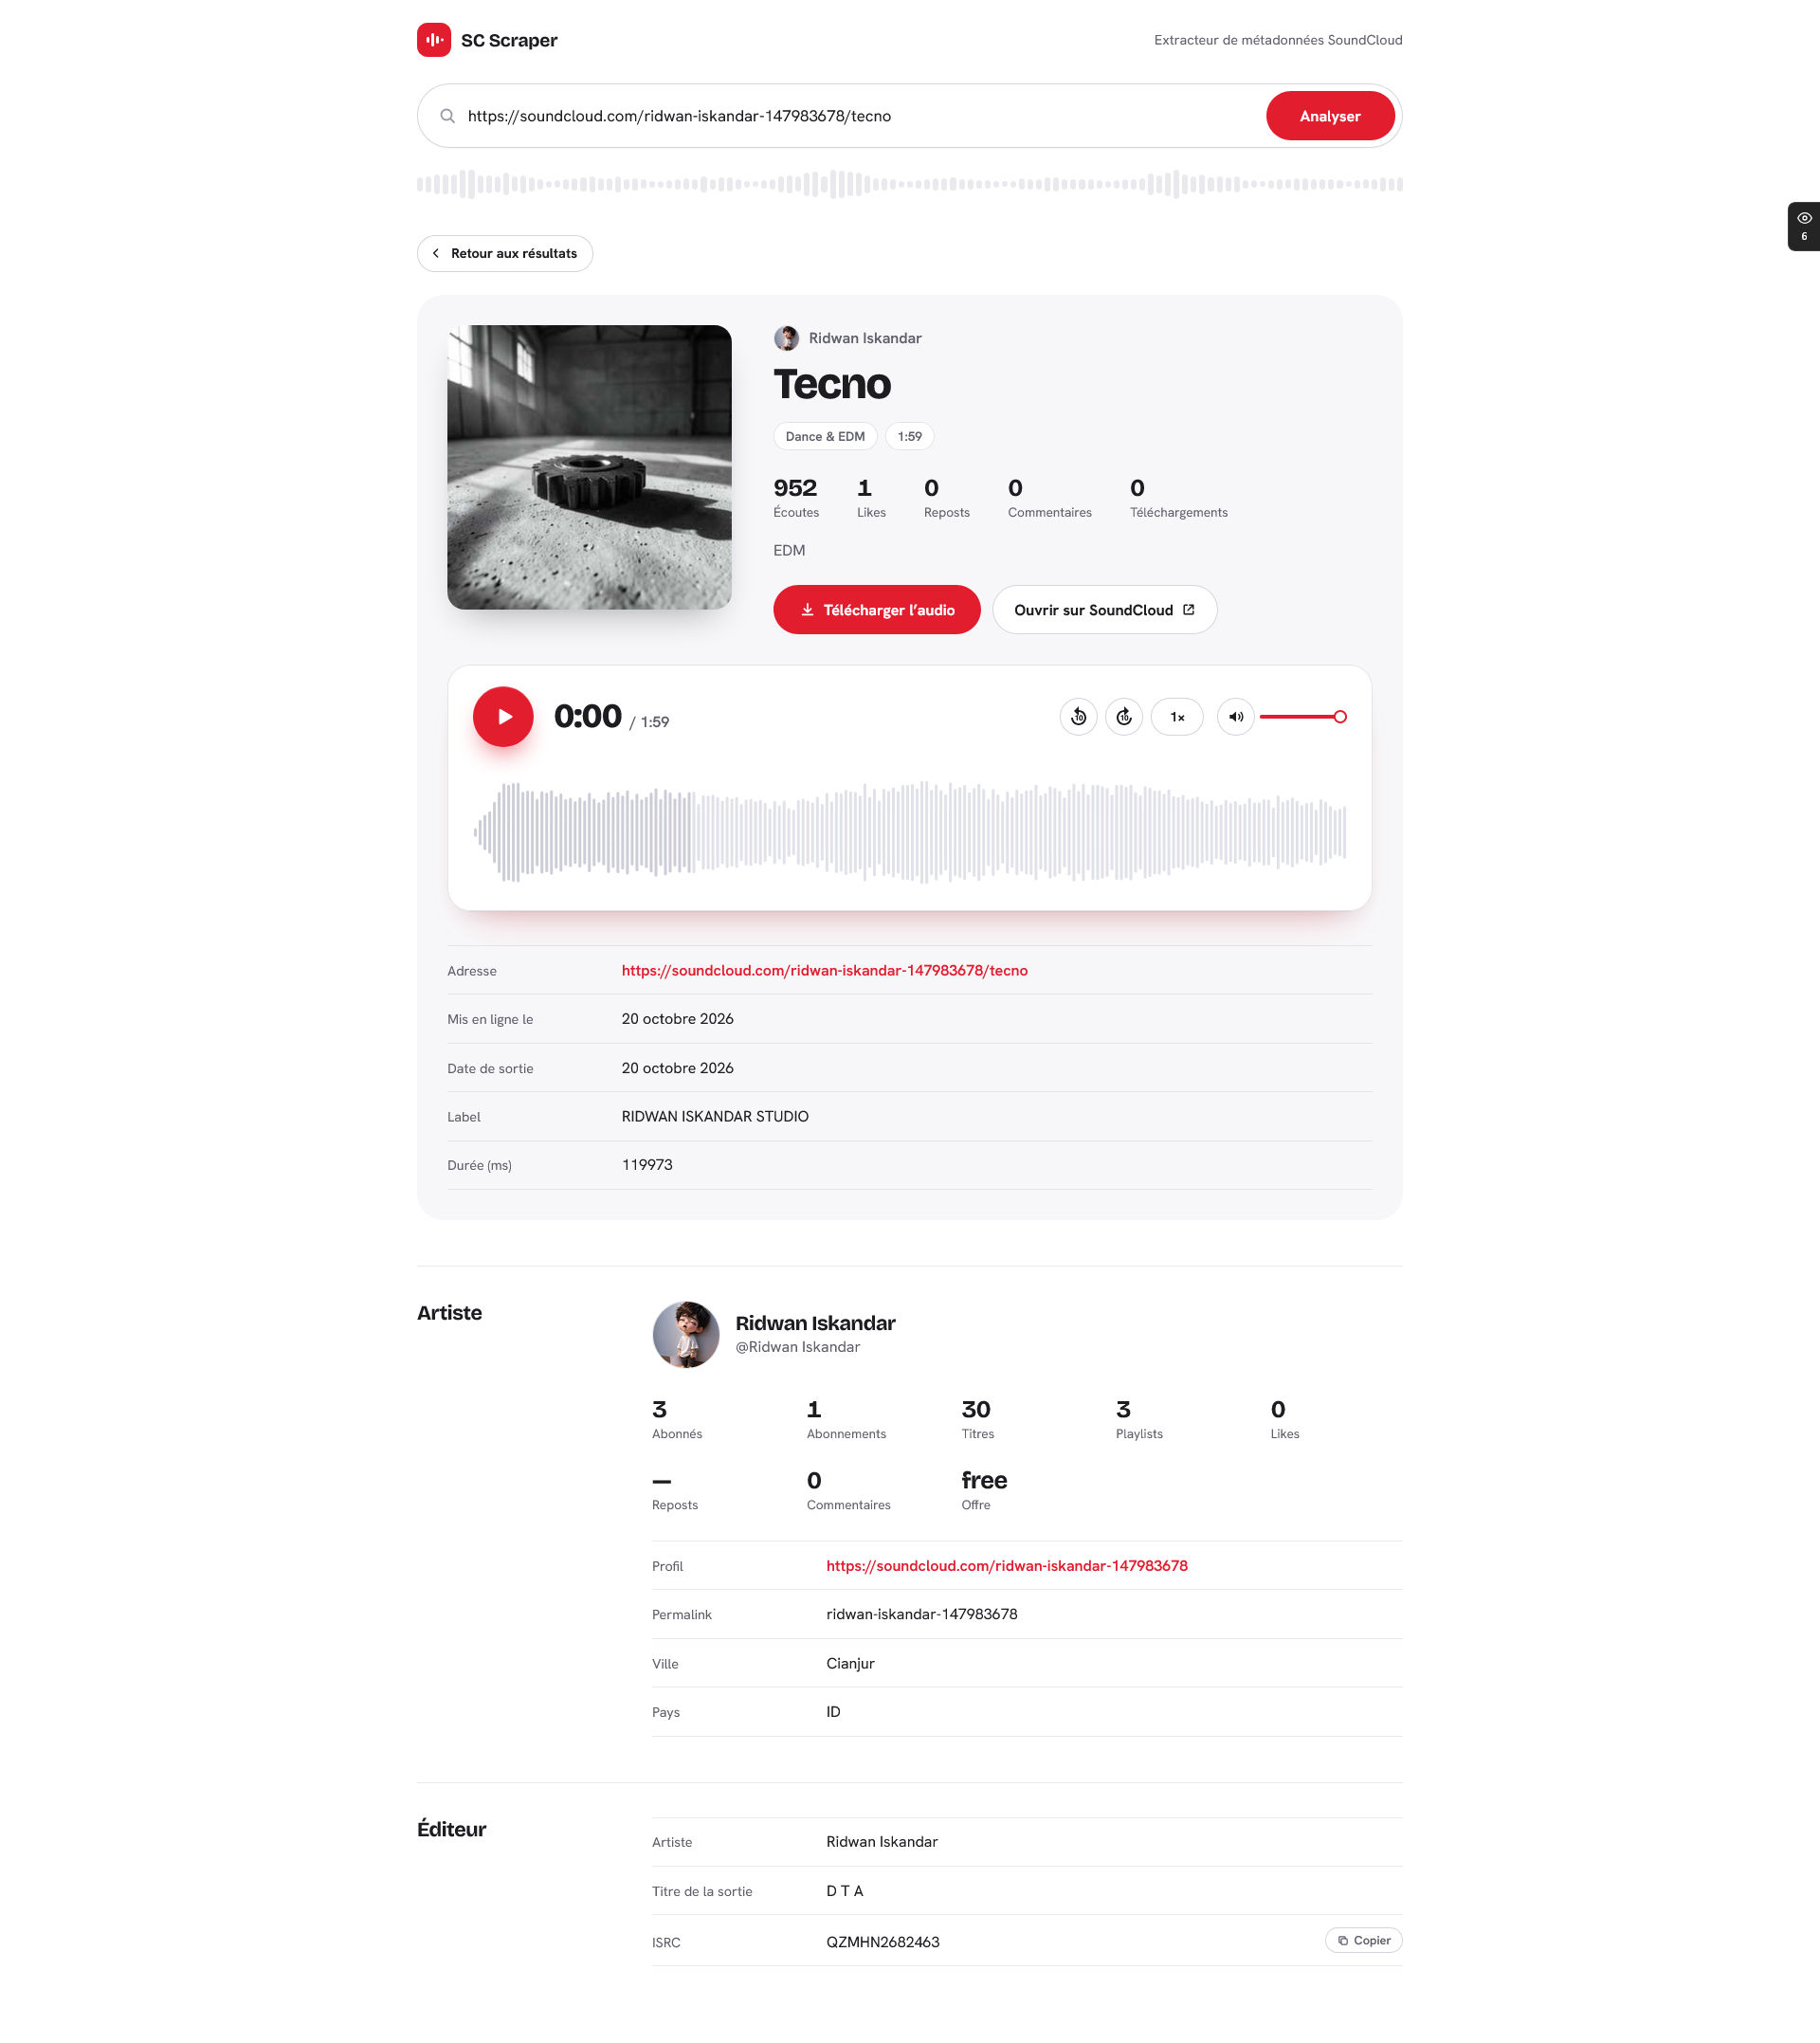 SC Scraper
Extracteur de métadonnées SoundCloud
https://soundcloud.com/ridwan-iskandar-147983678/tecno
Analyser
6
Retour aux résultats
Ridwan Iskandar
Tecno
Dance & EDM
1:59
952
1
0
0
0
Écoutes
Likes
Reposts
Commentaires
Téléchargements
EDM
Télécharger l’audio
Ouvrir sur SoundCloud
0:00 / 1:59
10
10
1×
Adresse
https://soundcloud.com/ridwan-iskandar-147983678/tecno
Mis en ligne le
20 octobre 2026
Date de sortie
20 octobre 2026
Label
RIDWAN ISKANDAR STUDIO
Durée (ms)
119973
Artiste
Ridwan Iskandar
@Ridwan Iskandar
3
1
30
3
0
Abonnés
Abonnements
Titres
Playlists
Likes
—
0
free
Reposts
Commentaires
Offre
Profil
https://soundcloud.com/ridwan-iskandar-147983678
Permalink
ridwan-iskandar-147983678
Ville
Cianjur
Pays
ID
Éditeur
Artiste
Ridwan Iskandar
Titre de la sortie
D T A
ISRC
QZMHN2682463
Copier